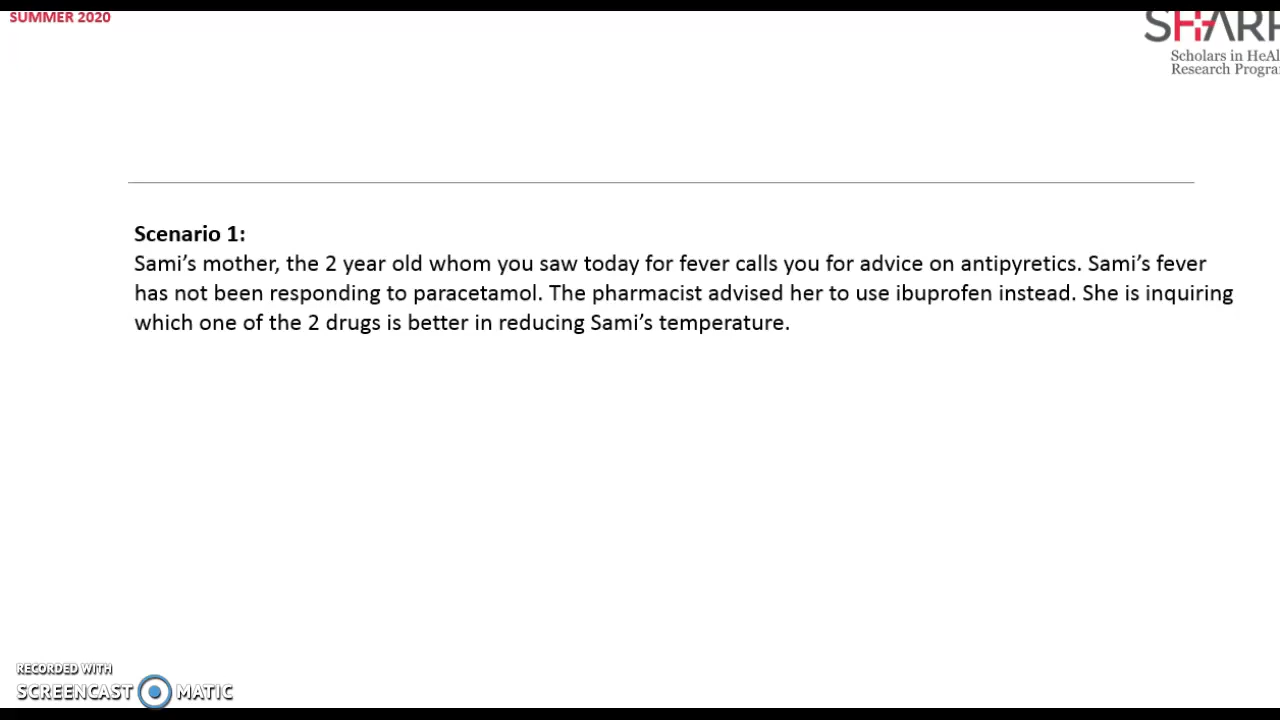 SUMMER 2020
SHARP
Scholars in HeAl
Research Progra
Scenario 1:
Sami's mother, the 2 year old whom you saw today for fever calls you for advice on antipyretics. Sami's fever
has not been responding to paracetamol. The pharmacist advised her to use ibuprofen instead. She is inquiring
which one of the 2 drugs is better in reducing Sami's temperature.
RECORDED WITH
SCREENCAST MATIC